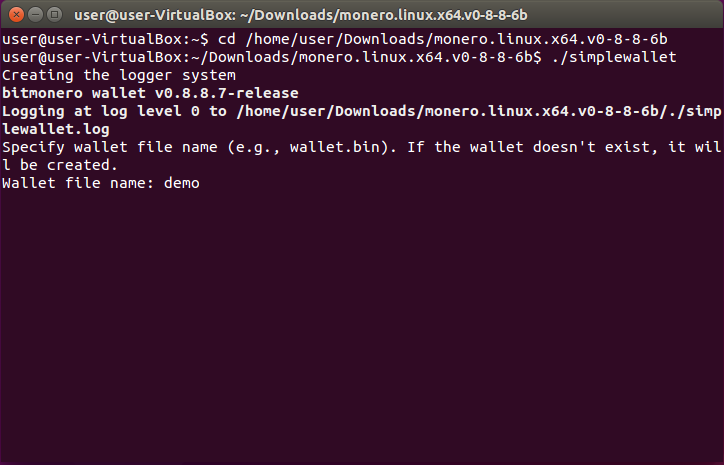 user@user-VirtualBox: ~/Downloads/monero.linux.x64.v0-8-8-6b
user@user-VirtualBox:~$ cd /home/user/Downloads/monero.linux.x64.v0-8-8-6b
user@user-VirtualBox:~/Downloads/monero.linux.x64.v0-8-8-6b$ ./simplewallet
Creating the logger system
bitmonero wallet v0.8.8.7-release
Logging at log level 0 to /home/user/Downloads/monero.linux.x64.v0-8-8-6b/./simp
lewallet.log
Specify wallet file name (e.g., wallet.bin). If the wallet doesn't exist, it wil
l be created.
Wallet file name: demo